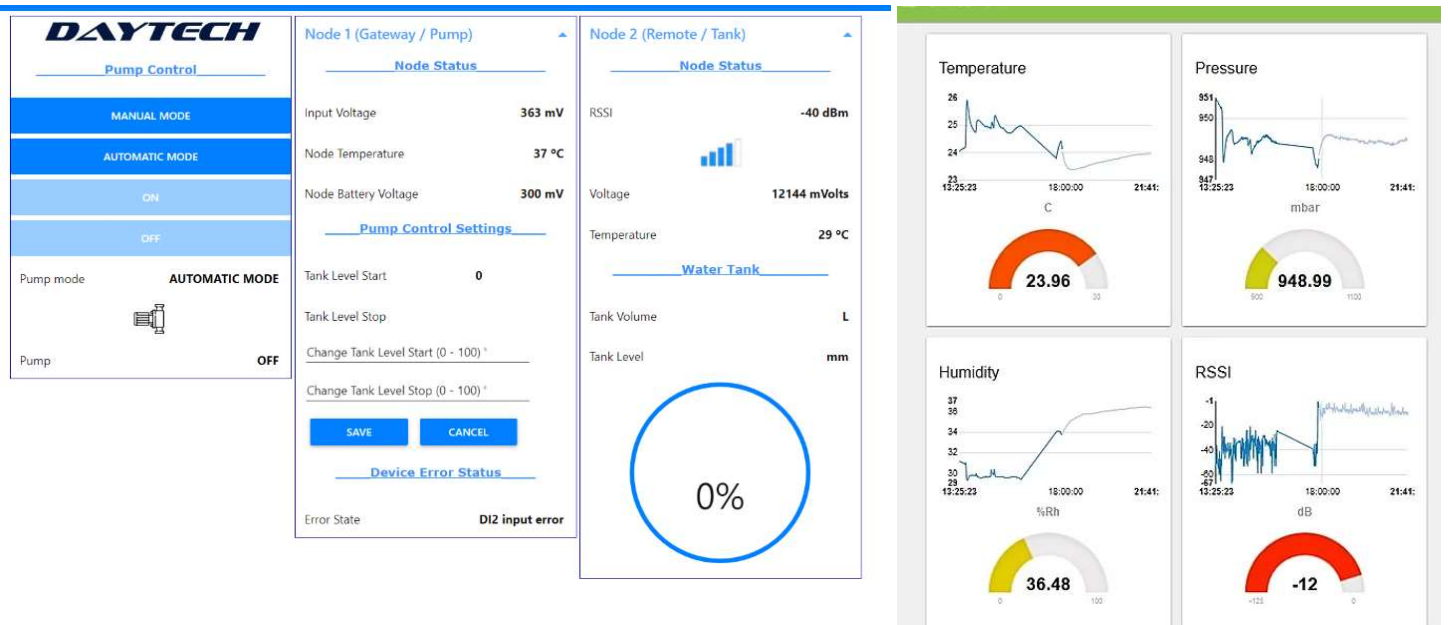 DAYTECH
Pump Control
MANUAL MODE
AUTOMATIC MODE
ON
OFF
Pump mode AUTOMATIC MODE
Pump OFF
Node 1 (Gateway / Pump)
Node Status
Input Voltage 363 mV
Node Temperature 37 ºC
Node Battery Voltage 300 mV
Pump Control Settings
Tank Level Start 0
Tank Level Stop
Change Tank Level Start (0 - 100) *
Change Tank Level Stop (0 - 100) *
SAVE CANCEL
Device Error Status
Error State DI2 input error
Node 2 (Remote / Tank)
Node Status
RSSI -40 dBm
Voltage 12144 mVolts
Temperature 29 ºC
Water Tank
Tank Volume L
Tank Level mm
0%
Temperature
26
25
24
23
13:25:23 18:00:00 21:41:
C
23.96
0 33
Pressure
951
950
948
947
13:25:23 18:00:00 21:41:
mbar
948.99
900 1100
Humidity
37
36
34
32
30
29
13:25:23 18:00:00 21:41:
%Rh
36.48
0 100
RSSI
-1
-20
-40
-60
-67
13:25:23 18:00:00 21:41:
dB
-12
-123 0